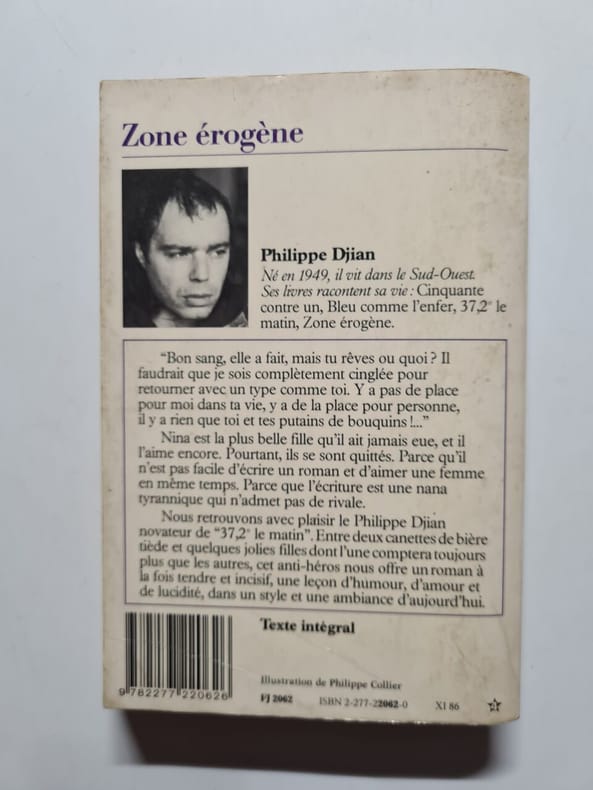 Zone érogène
Philippe Djian
Né en 1949, il vit dans le Sud-Ouest.
Ses livres racontent sa vie : Cinquante
contre un, Bleu comme l'enfer, 37,2° le
matin, Zone érogène.
"Bon sang, elle a fait, mais tu rêves ou quoi ? Il
faudrait que je sois complètement cinglée pour
retourner avec un type comme toi. Y a pas de place
pour moi dans ta vie, y a de la place pour personne,
il y a rien que toi et tes putains de bouquins !..."
Nina est la plus belle fille qu'il ait jamais eue, et il
l'aime encore. Pourtant, ils se sont quittés. Parce qu'il
n'est pas facile d'écrire un roman et d'aimer une femme
en même temps. Parce que l'écriture est une nana
tyrannique qui n'admet pas de rivale.
Nous retrouvons avec plaisir le Philippe Djian
novateur de "37,2° le matin". Entre deux canettes de bière
tiède et quelques jolies filles dont l'une comptera toujours
plus que les autres, cet anti-héros nous offre un roman à
la fois tendre et incisif, une leçon d'humour, d'amour et
de lucidité, dans un style et une ambiance d'aujourd'hui.
Texte intégral
9 782277 220626
Illustration de Philippe Collier
FJ 2062 ISBN 2-277-22062-0 XI 86